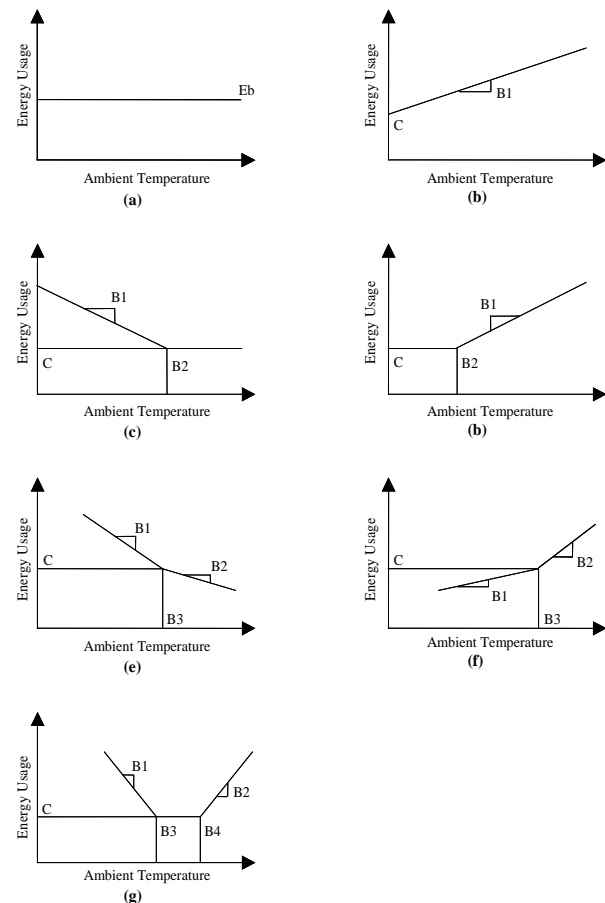 Energy Usage
Eb
Ambient Temperature
(a)
Energy Usage
B1
C
Ambient Temperature
(b)
Energy Usage
B1
C
B2
Ambient Temperature
(c)
Energy Usage
B1
C
B2
Ambient Temperature
(b)
Energy Usage
B1
B2
C
B3
Ambient Temperature
(e)
Energy Usage
C
B2
B1
B3
Ambient Temperature
(f)
Energy Usage
B1
B2
C
B3
B4
Ambient Temperature
(g)